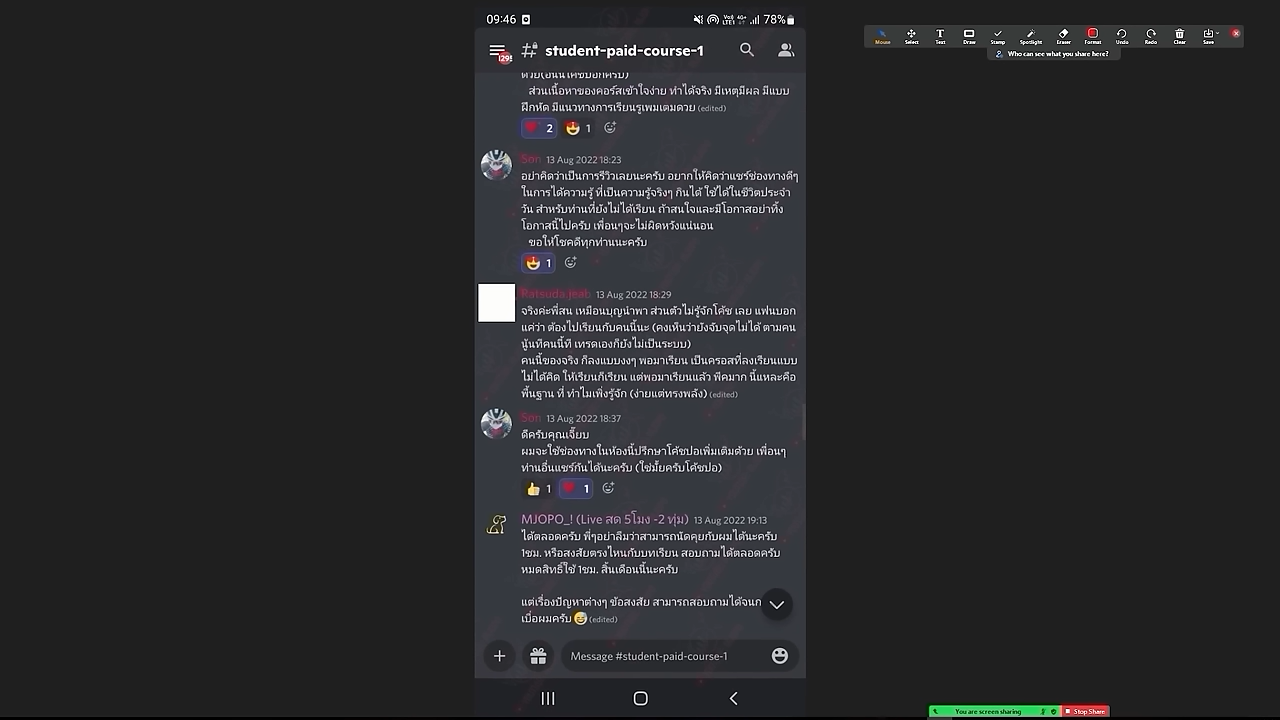 09:46
Vo) 4G+ LTE1 78%
Mouse Select Text Draw Stamp Spotlight Eraser Format Undo Redo Clear Save
Who can see what you share here?
# student-paid-course-1
ส่วนเนื้อหาของคอร์สเข้าใจง่าย ทำได้จริง มีเหตุมีผล มีแบบ
ฝึกหัด มีแนวทางการเรียนรู้เพิ่มเติมด้วย (edited)
2 1
Son 13 Aug 2022 18:23
อย่าคิดว่าเป็นการรีวิวเลยนะครับ อยากให้คิดว่าแชร์ช่องทางดีๆ
ในการได้ความรู้ ที่เป็นความรู้จริงๆ กินได้ ใช้ได้ในชีวิตประจำ
วัน สำหรับท่านที่ยังไม่ได้เรียน ถ้าสนใจและมีโอกาสอย่าทิ้ง
โอกาสนี้ไปครับ เพื่อนๆจะไม่ผิดหวังแน่นอน
ขอให้โชคดีทุกท่านนะครับ
1
Ratsuda jeab 13 Aug 2022 18:29
จริงค่ะพี่สน เหมือนบุญนำพา ส่วนตัวไม่รู้จักโค้ช เลย แฟนบอก
แค่ว่า ต้องไปเรียนกับคนนี้นะ (คงเห็นว่ายังจับจุดไม่ได้ ตามคน
นู้นทีคนนี้ที เทรดเองก็ยังไม่เป็นระบบ)
คนนี้ของจริง ก็ลงแบบงงๆ พอมาเรียน เป็นครอสที่ลงเรียนแบบ
ไม่ได้คิด ให้เรียนก็เรียน แต่พอมาเรียนแล้ว พีคมาก นี้แหละคือ
พื้นฐาน ที่ ทำไมเพิ่งรู้จัก (ง่ายแต่ทรงพลัง) (edited)
Son 13 Aug 2022 18:37
ดีครับคุณเจี๊ยบ
ผมจะใช้ช่องทางในห้องนี้ปรึกษาโค้ชปอเพิ่มเติมด้วย เพื่อนๆ
ท่านอื่นแชร์กันได้นะครับ (ใช่มั้ยครับโค้ชปอ)
1 1
MJOPO_! (Live สด 5โมง -2 ทุ่ม) 13 Aug 2022 19:13
ได้ตลอดครับ พี่ๆอย่าลืมว่าสามารถนัดคุยกับผมได้นะครับ
1ชม. หรือสงสัยตรงไหนกับบทเรียน สอบถามได้ตลอดครับ
หมดสิทธิ์ใช้ 1ชม. สิ้นเดือนนี้นะครับ
แต่เรื่องปัญหาต่างๆ ข้อสงสัย สามารถสอบถามได้จนก
เบื่อผมครับ (edited)
Message #student-paid-course-1
You are screen sharing Stop Share